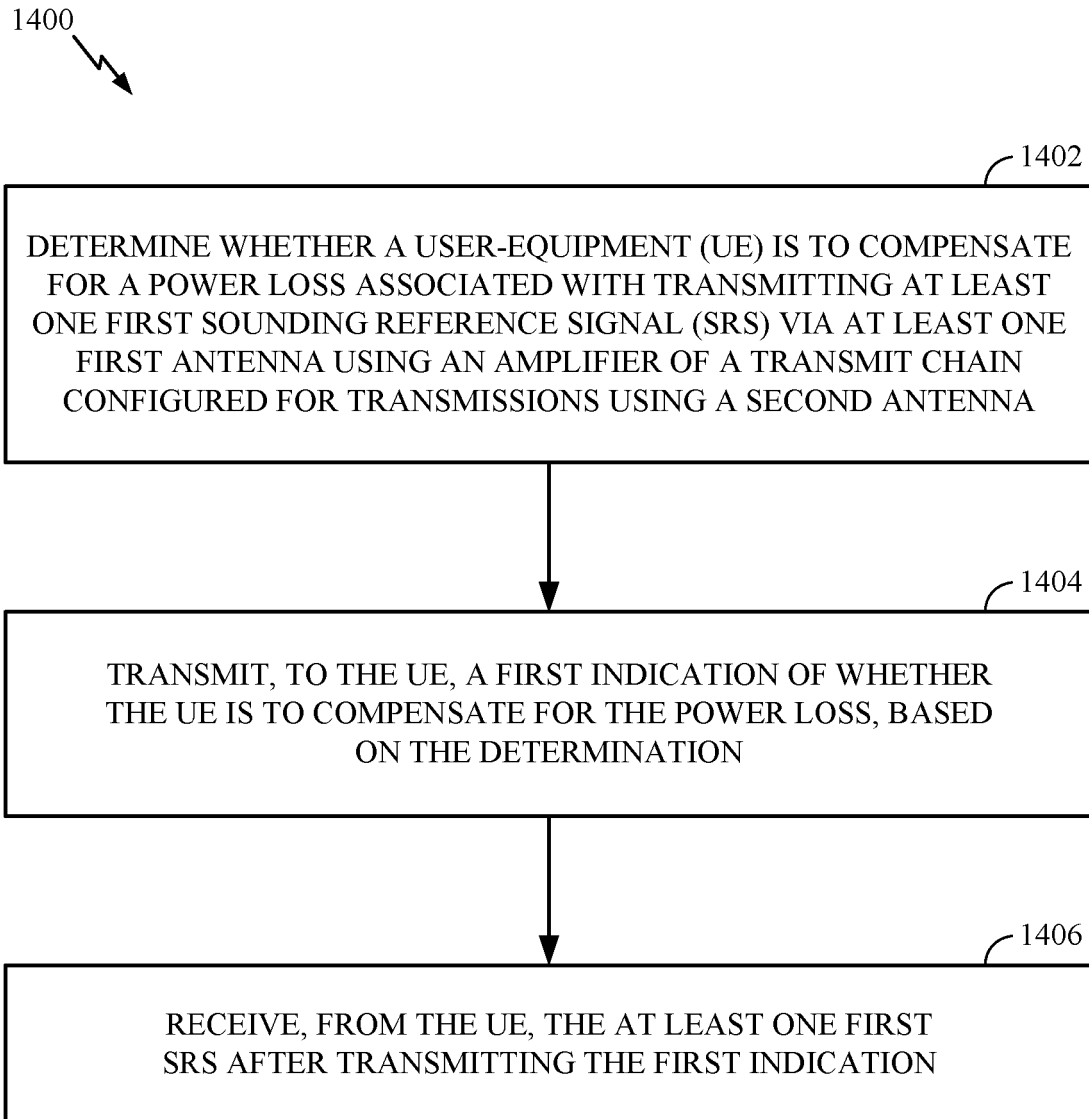 1400
1402
DETERMINE WHETHER A USER-EQUIPMENT (UE) IS TO COMPENSATE
FOR A POWER LOSS ASSOCIATED WITH TRANSMITTING AT LEAST
ONE FIRST SOUNDING REFERENCE SIGNAL (SRS) VIA AT LEAST ONE
FIRST ANTENNA USING AN AMPLIFIER OF A TRANSMIT CHAIN
CONFIGURED FOR TRANSMISSIONS USING A SECOND ANTENNA
1404
TRANSMIT, TO THE UE, A FIRST INDICATION OF WHETHER
THE UE IS TO COMPENSATE FOR THE POWER LOSS, BASED
ON THE DETERMINATION
1406
RECEIVE, FROM THE UE, THE AT LEAST ONE FIRST
SRS AFTER TRANSMITTING THE FIRST INDICATION